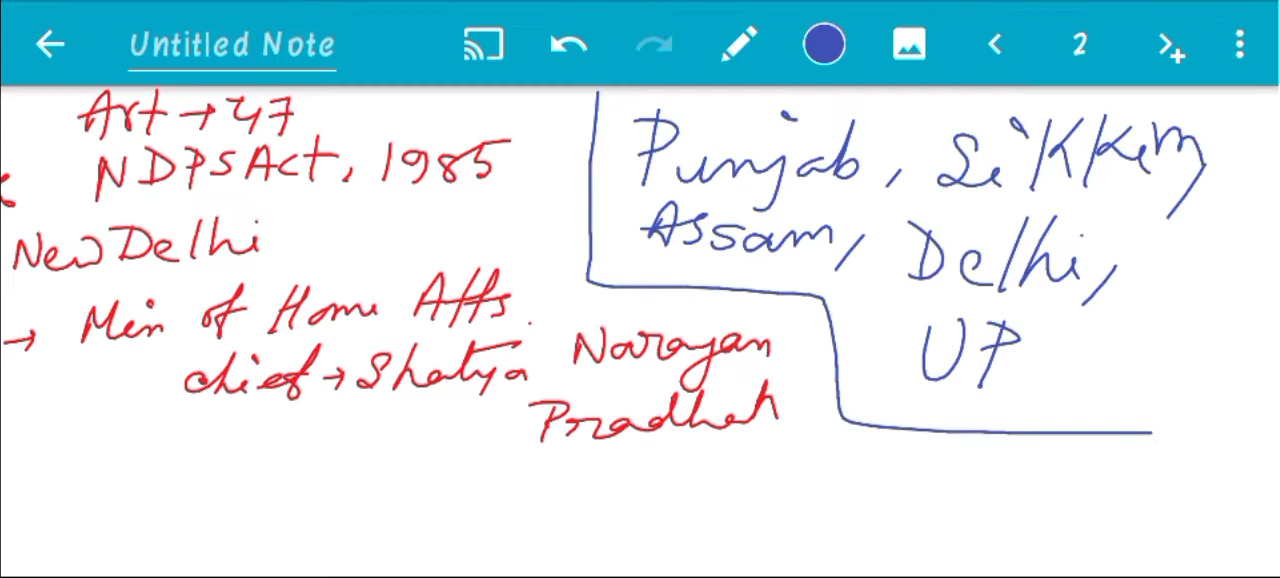 Untitled Note
2
Art → 47
NDPS Act, 1985
New Delhi
→ Min of Home Affs.
chief → Shatya Narayan
Pradhah
Punjab, Sikkim
Assam, Delhi,
UP